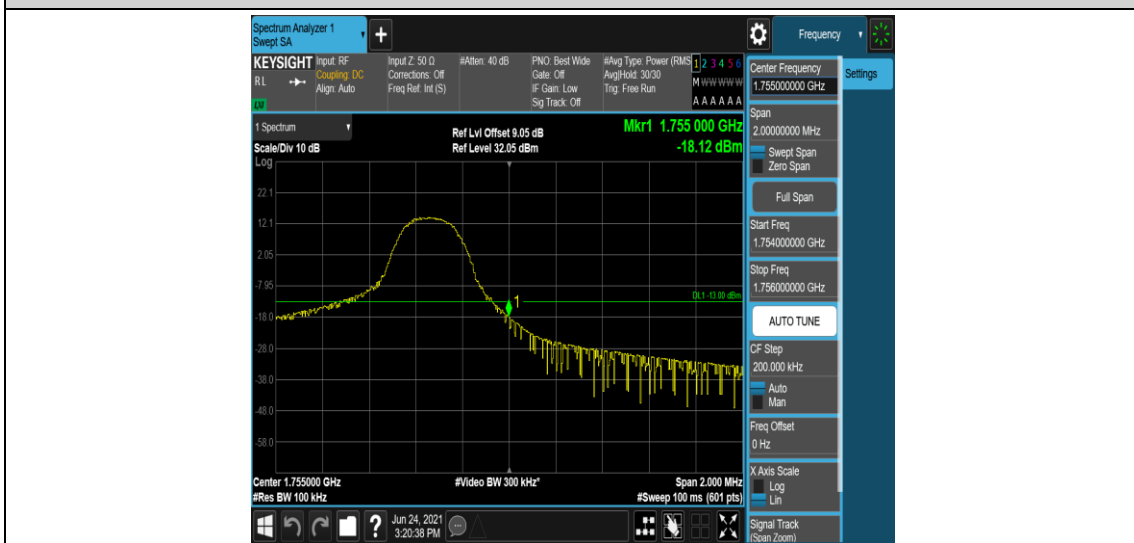 Spectrum Analyzer 1
Swept SA
+
Frequency
KEYSIGHT
RL
LXI
Input: RF
Coupling: DC
Align: Auto
Input Z: 50 Ω
Corrections: Off
Freq Ref: Int (S)
#Atten: 40 dB
PNO: Best Wide
Gate: Off
IF Gain: Low
Sig Track: Off
#Avg Type: Power (RMS
Avg|Hold: 30/30
Trig: Free Run
1 2 3 4 5 6
M W W W W W
A A A A A A
1 Spectrum
Scale/Div 10 dB
Log
Ref Lvl Offset 9.05 dB
Ref Level 32.05 dBm
Mkr1 1.755 000 GHz
-18.12 dBm
22.1
12.1
2.05
-7.95
-18.0
-28.0
-38.0
-48.0
-58.0
DL1 -13.00 dBm
1
Center 1.755000 GHz
#Res BW 100 kHz
#Video BW 300 kHz*
Span 2.000 MHz
#Sweep 100 ms (601 pts)
Center Frequency
1.755000000 GHz
Settings
Span
2.00000000 MHz
Swept Span
Zero Span
Full Span
Start Freq
1.754000000 GHz
Stop Freq
1.756000000 GHz
AUTO TUNE
CF Step
200.000 kHz
Auto
Man
Freq Offset
0 Hz
X Axis Scale
Log
Lin
Signal Track
(Span Zoom)
?
Jun 24, 2021
3:20:38 PM